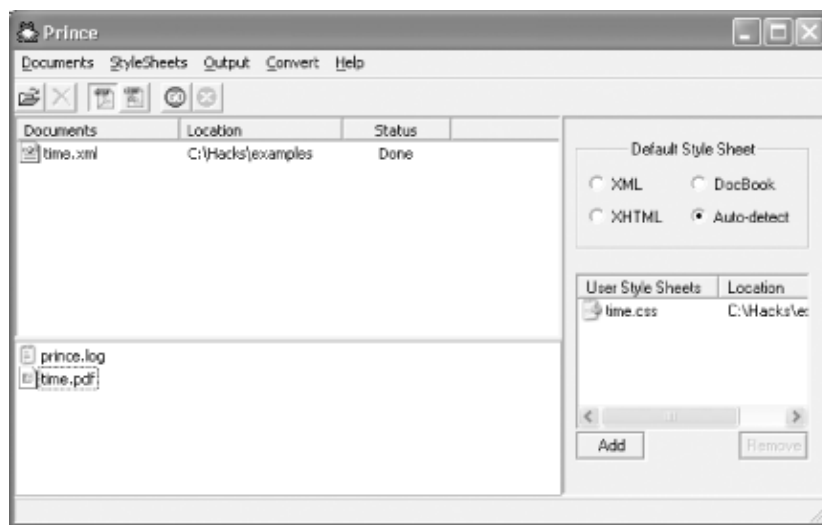 Prince
Documents StyleSheets Output Convert Help
GO
Documents Location Status
time.xml C:\Hacks\examples Done
Default Style Sheet
XML DocBook
XHTML Auto-detect
User Style Sheets Location
time.css C:\Hacks\e
prince.log
time.pdf
Add Remove